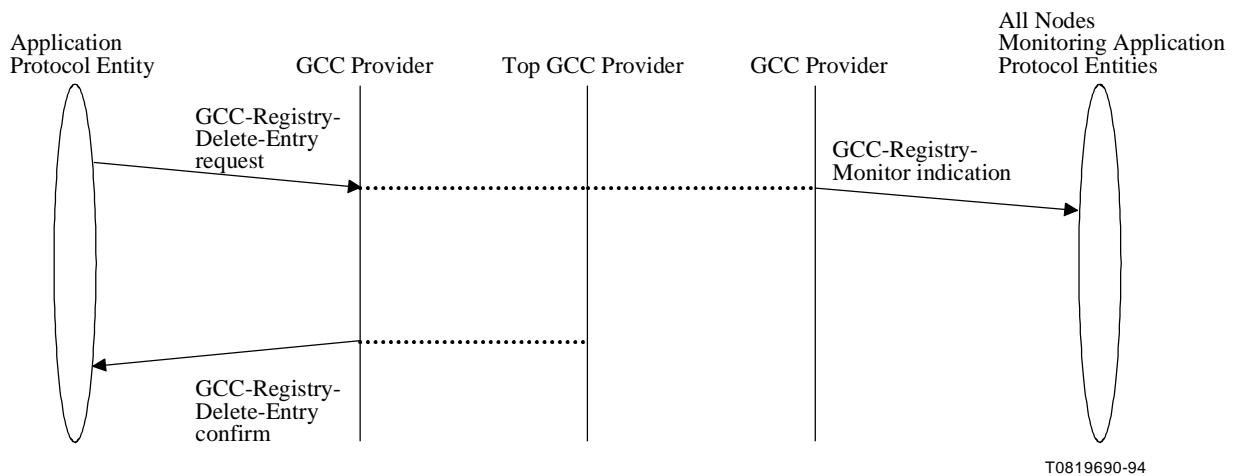 Application
Protocol Entity
GCC Provider
Top GCC Provider
GCC Provider
All Nodes
Monitoring Application
Protocol Entities
GCC-Registry-
Delete-Entry
request
GCC-Registry-
Monitor indication
GCC-Registry-
Delete-Entry
confirm
T0819690-94